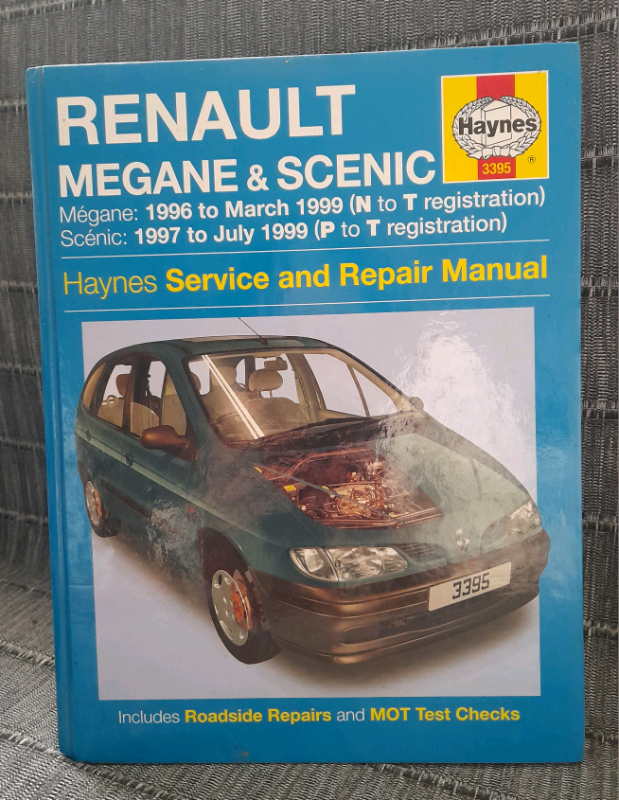 RENAULT
MEGANE & SCENIC
Mégane: 1996 to March 1999 (N to T registration)
Scénic: 1997 to July 1999 (P to T registration)
Haynes
3395
®
Haynes Service and Repair Manual
3395
Includes Roadside Repairs and MOT Test Checks